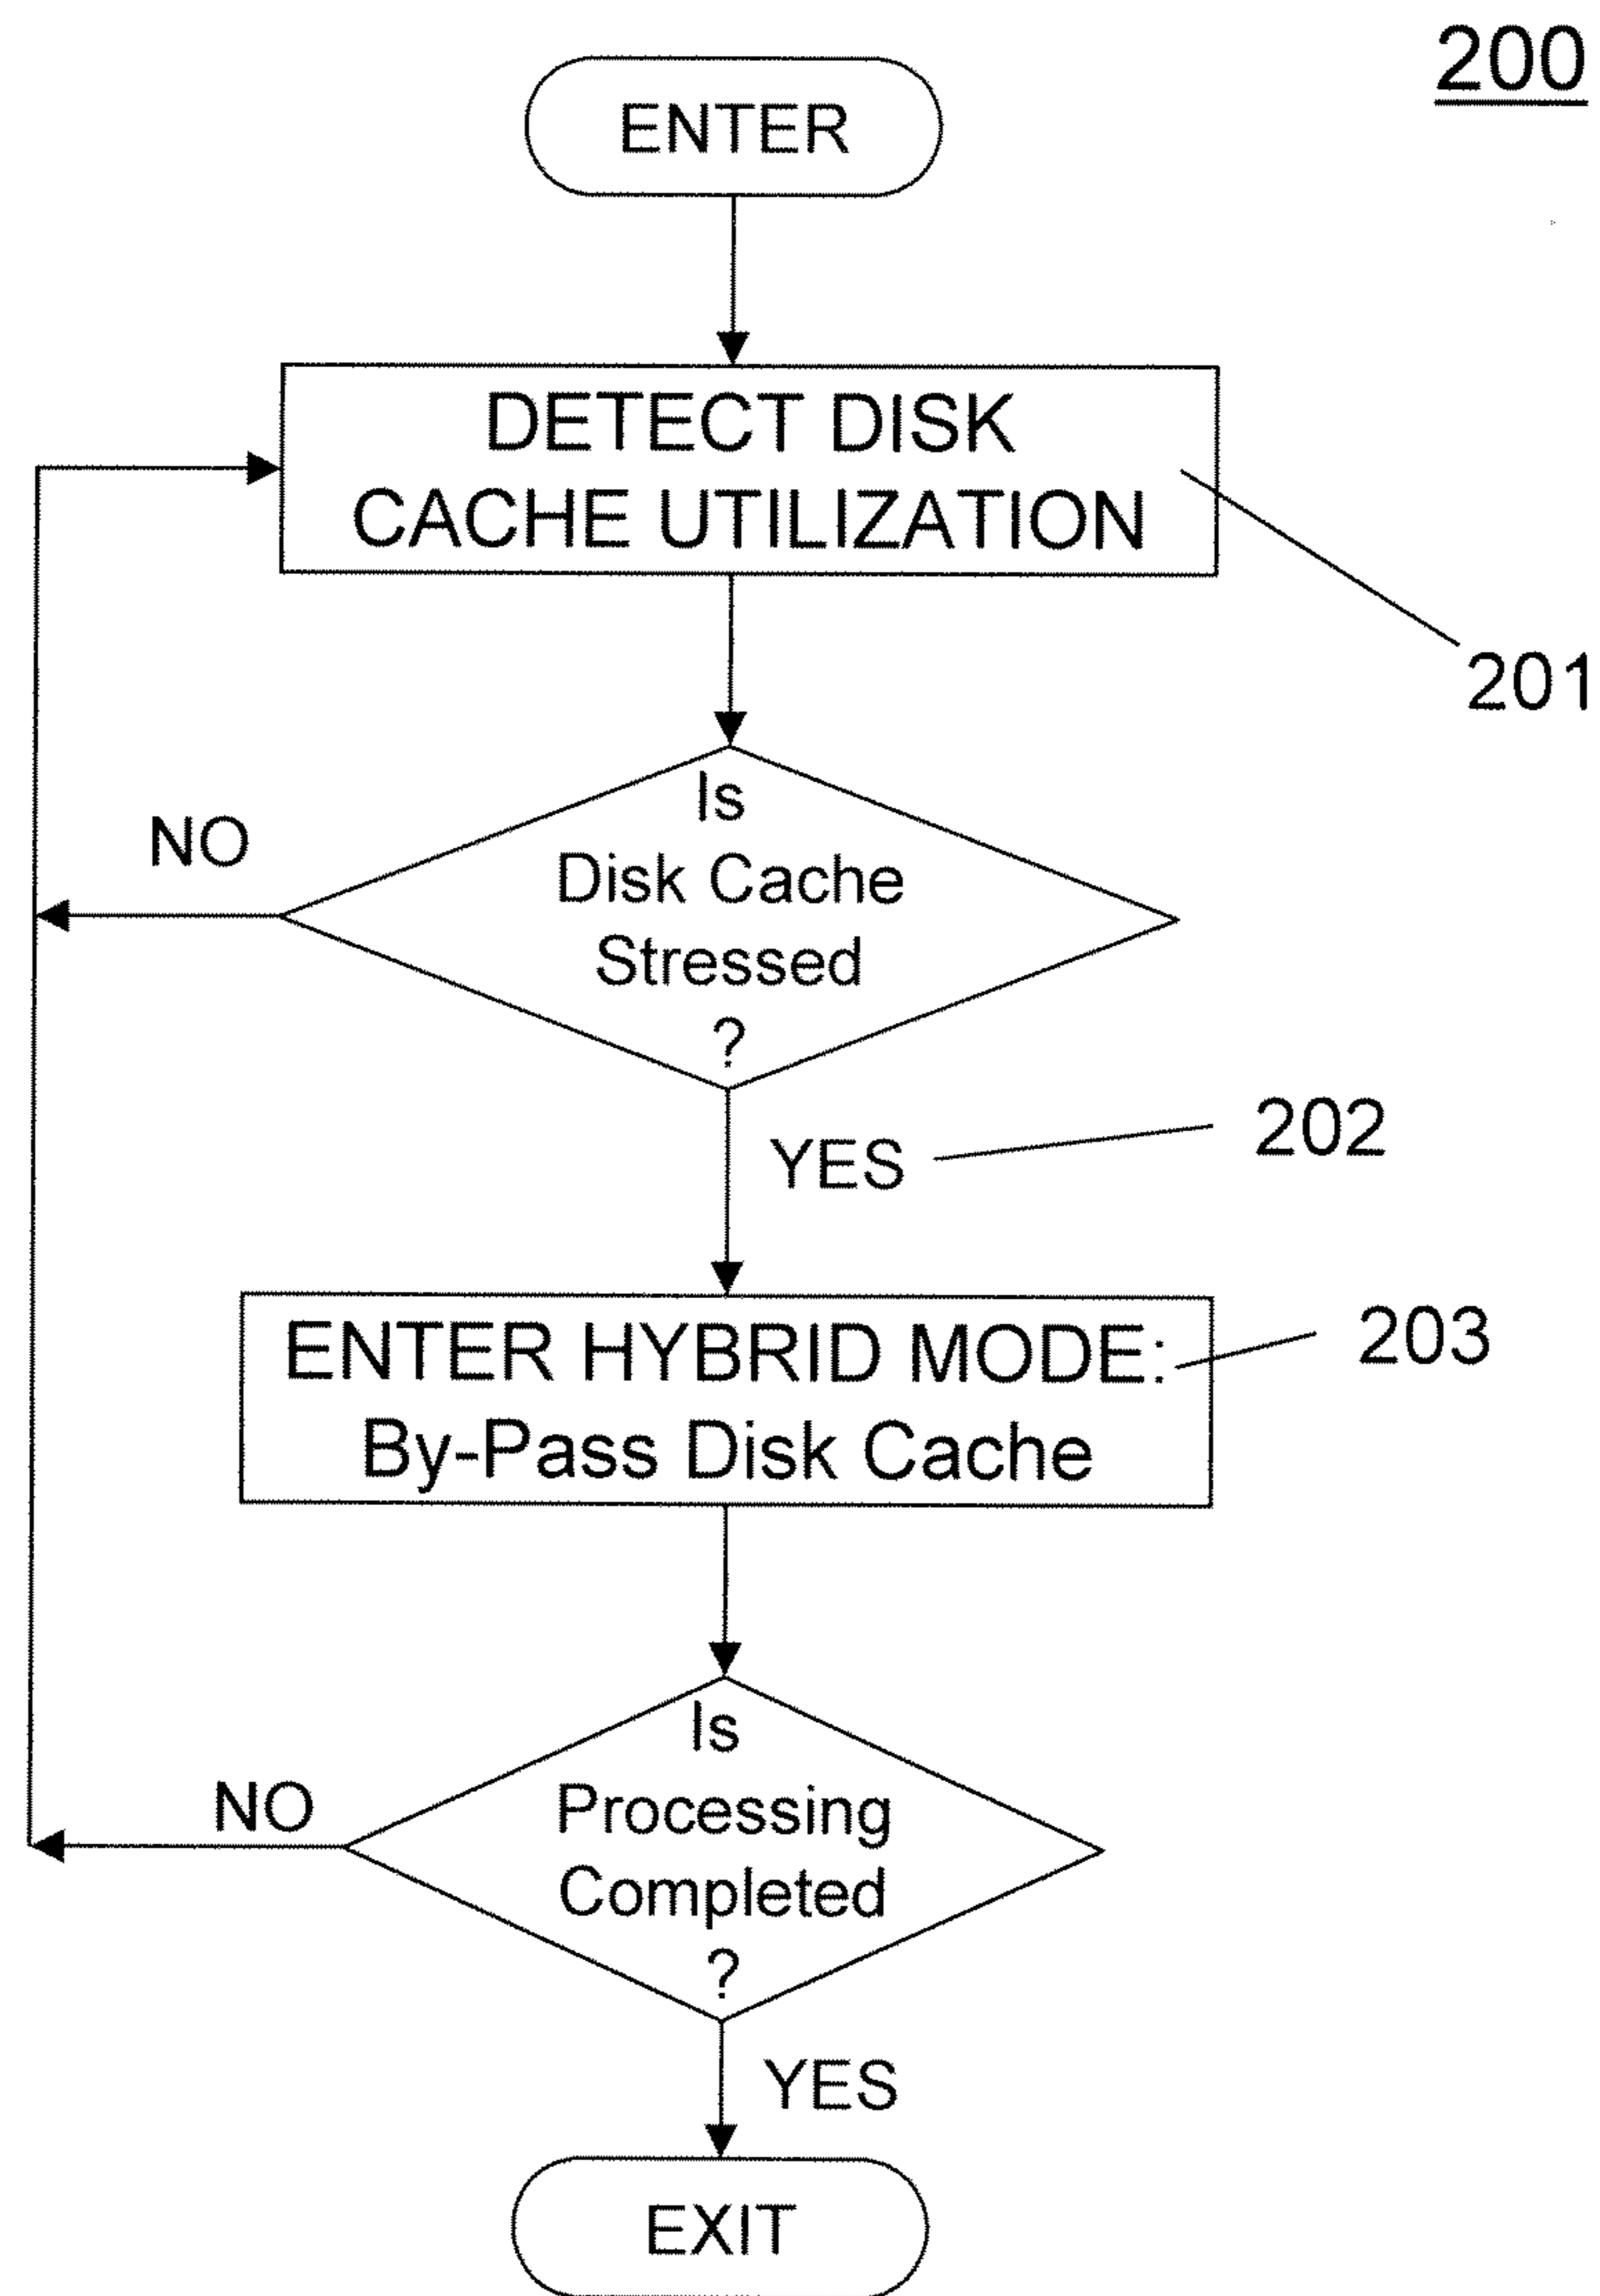 200
ENTER
DETECT DISK
CACHE UTILIZATION
201
Is
Disk Cache
Stressed
?
NO
YES
202
ENTER HYBRID MODE:
By-Pass Disk Cache
203
Is
Processing
Completed
?
NO
YES
EXIT